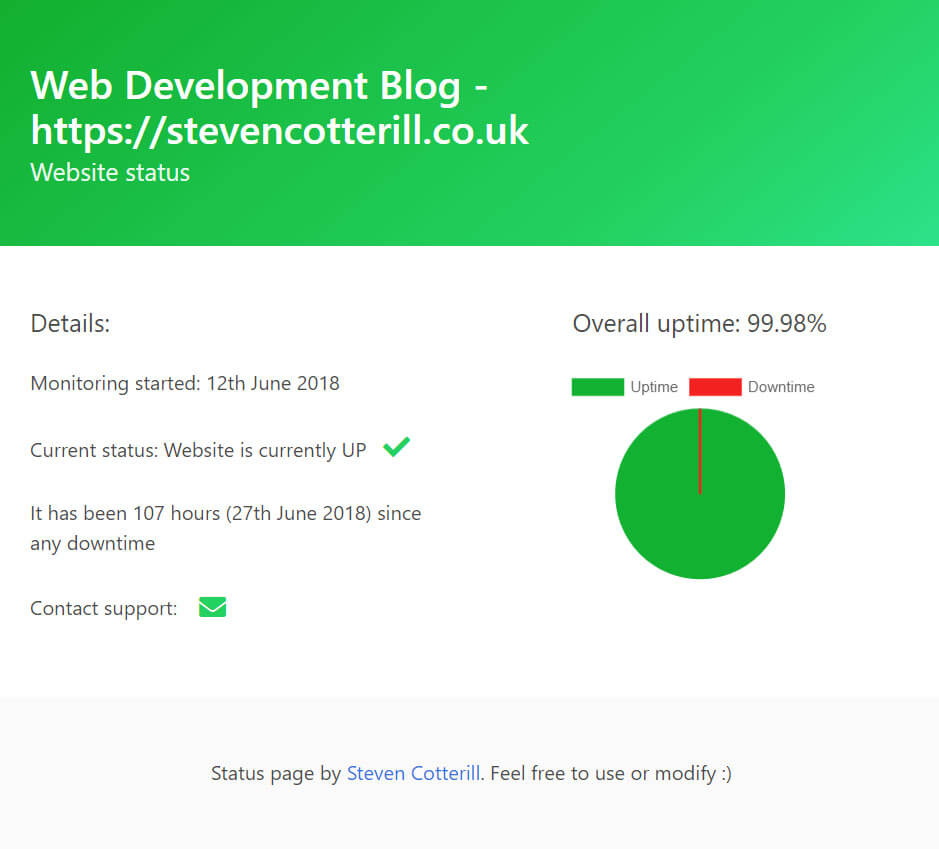 Web Development Blog -
https://stevencotterill.co.uk
Website status
Details:
Monitoring started: 12th June 2018
Current status: Website is currently UP
It has been 107 hours (27th June 2018) since
any downtime
Contact support:
Overall uptime: 99.98%
Uptime Downtime
Status page by Steven Cotterill. Feel free to use or modify :)